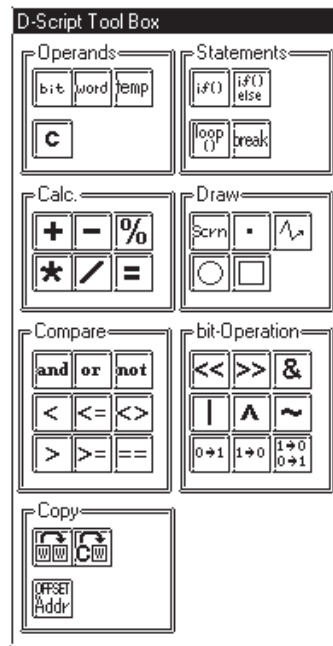 D-Script Tool Box
Operands
bit word temp
C
Statements
if() if() else
loop () break
Calc.
+ - %
* / =
Draw
Scrn
Compare
and or not
< <= <>
> >= ==
bit-Operation
<< >> &
| ʌ ~
0→1 1→0 1→0 0→1
Copy
W W C W
OFFSET Addr